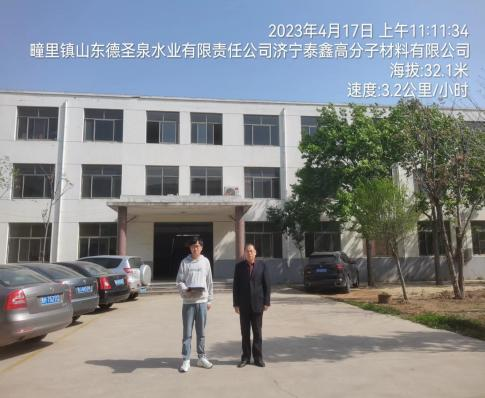 2023年4月17日 上午11:11:34
疃里镇山东德圣泉水业有限责任公司济宁泰鑫高分子材料有限公司
海拔:32.1米
速度:3.2公里/小时